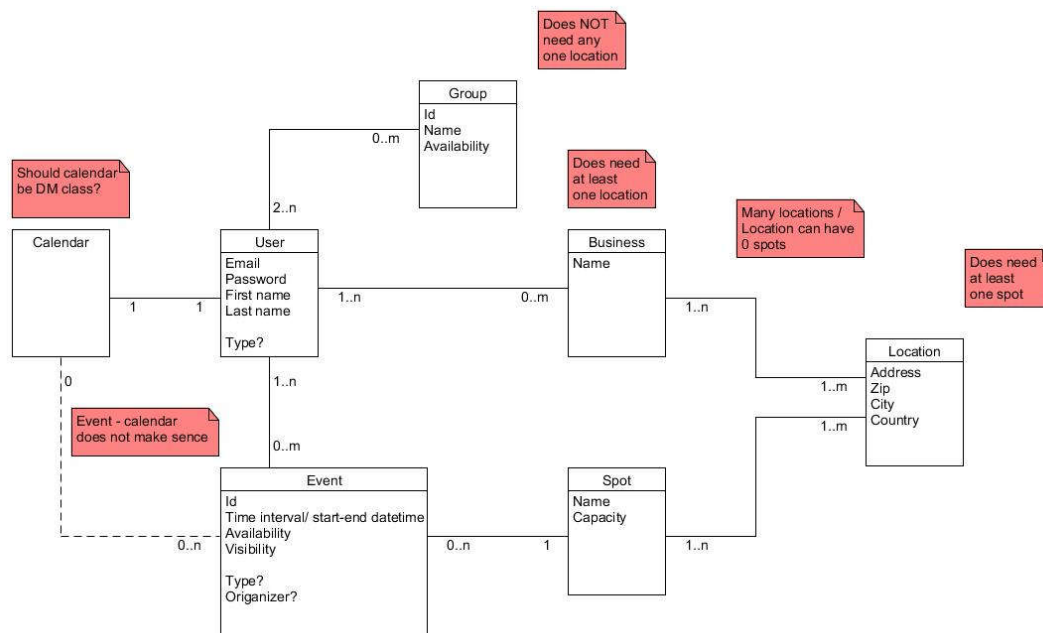 Does NOT
need any
one location
Group
Id
Name
Availability
0..m
Should calendar
be DM class?
Does need
at least
one location
2..n
Many locations /
Location can have
0 spots
Calendar
User
Email
Password
First name
Last name
Type?
Business
Name
Does need
at least
one spot
1
1
1..n
0..m
1..n
Location
Address
Zip
City
Country
1..m
1..m
0
1..n
Event - calendar
does not make sence
0..m
Event
Id
Time interval/ start-end datetime
Availability
Visibility
Type?
Origanizer?
Spot
Name
Capacity
0..n
0..n
1
1..n